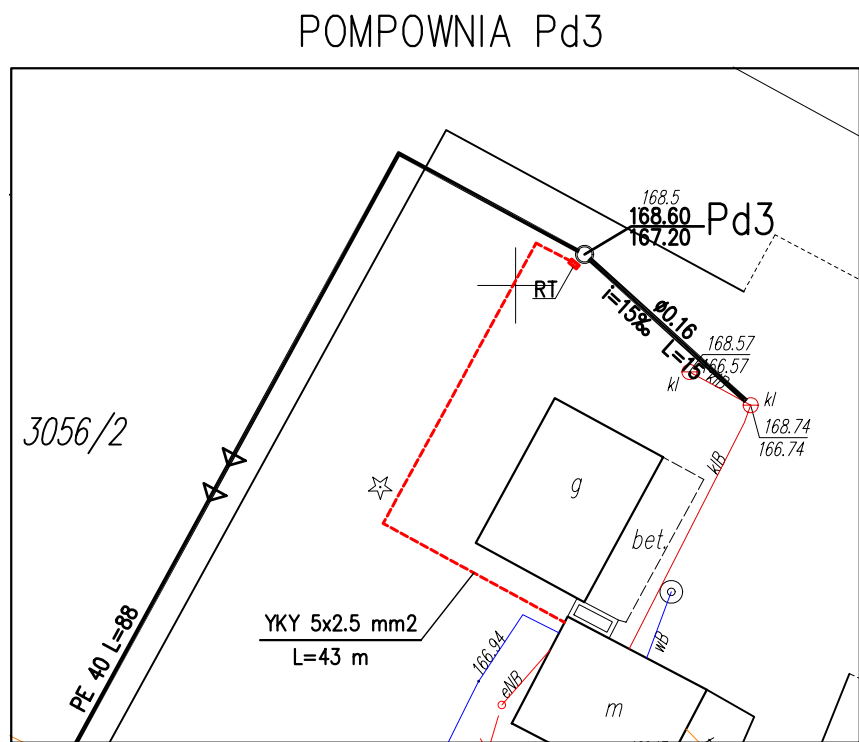 POMPOWNIA Pd3
168.5
168.60
167.20
Pd3
RT
ø0.16
i=15‰
L=15
168.57
166.57
kl
klB
kl
168.74
166.74
3056/2
g
klB
bet.
YKY 5x2.5 mm2
L=43 m
PE 40 L=88
166.94
wB
eNB
m